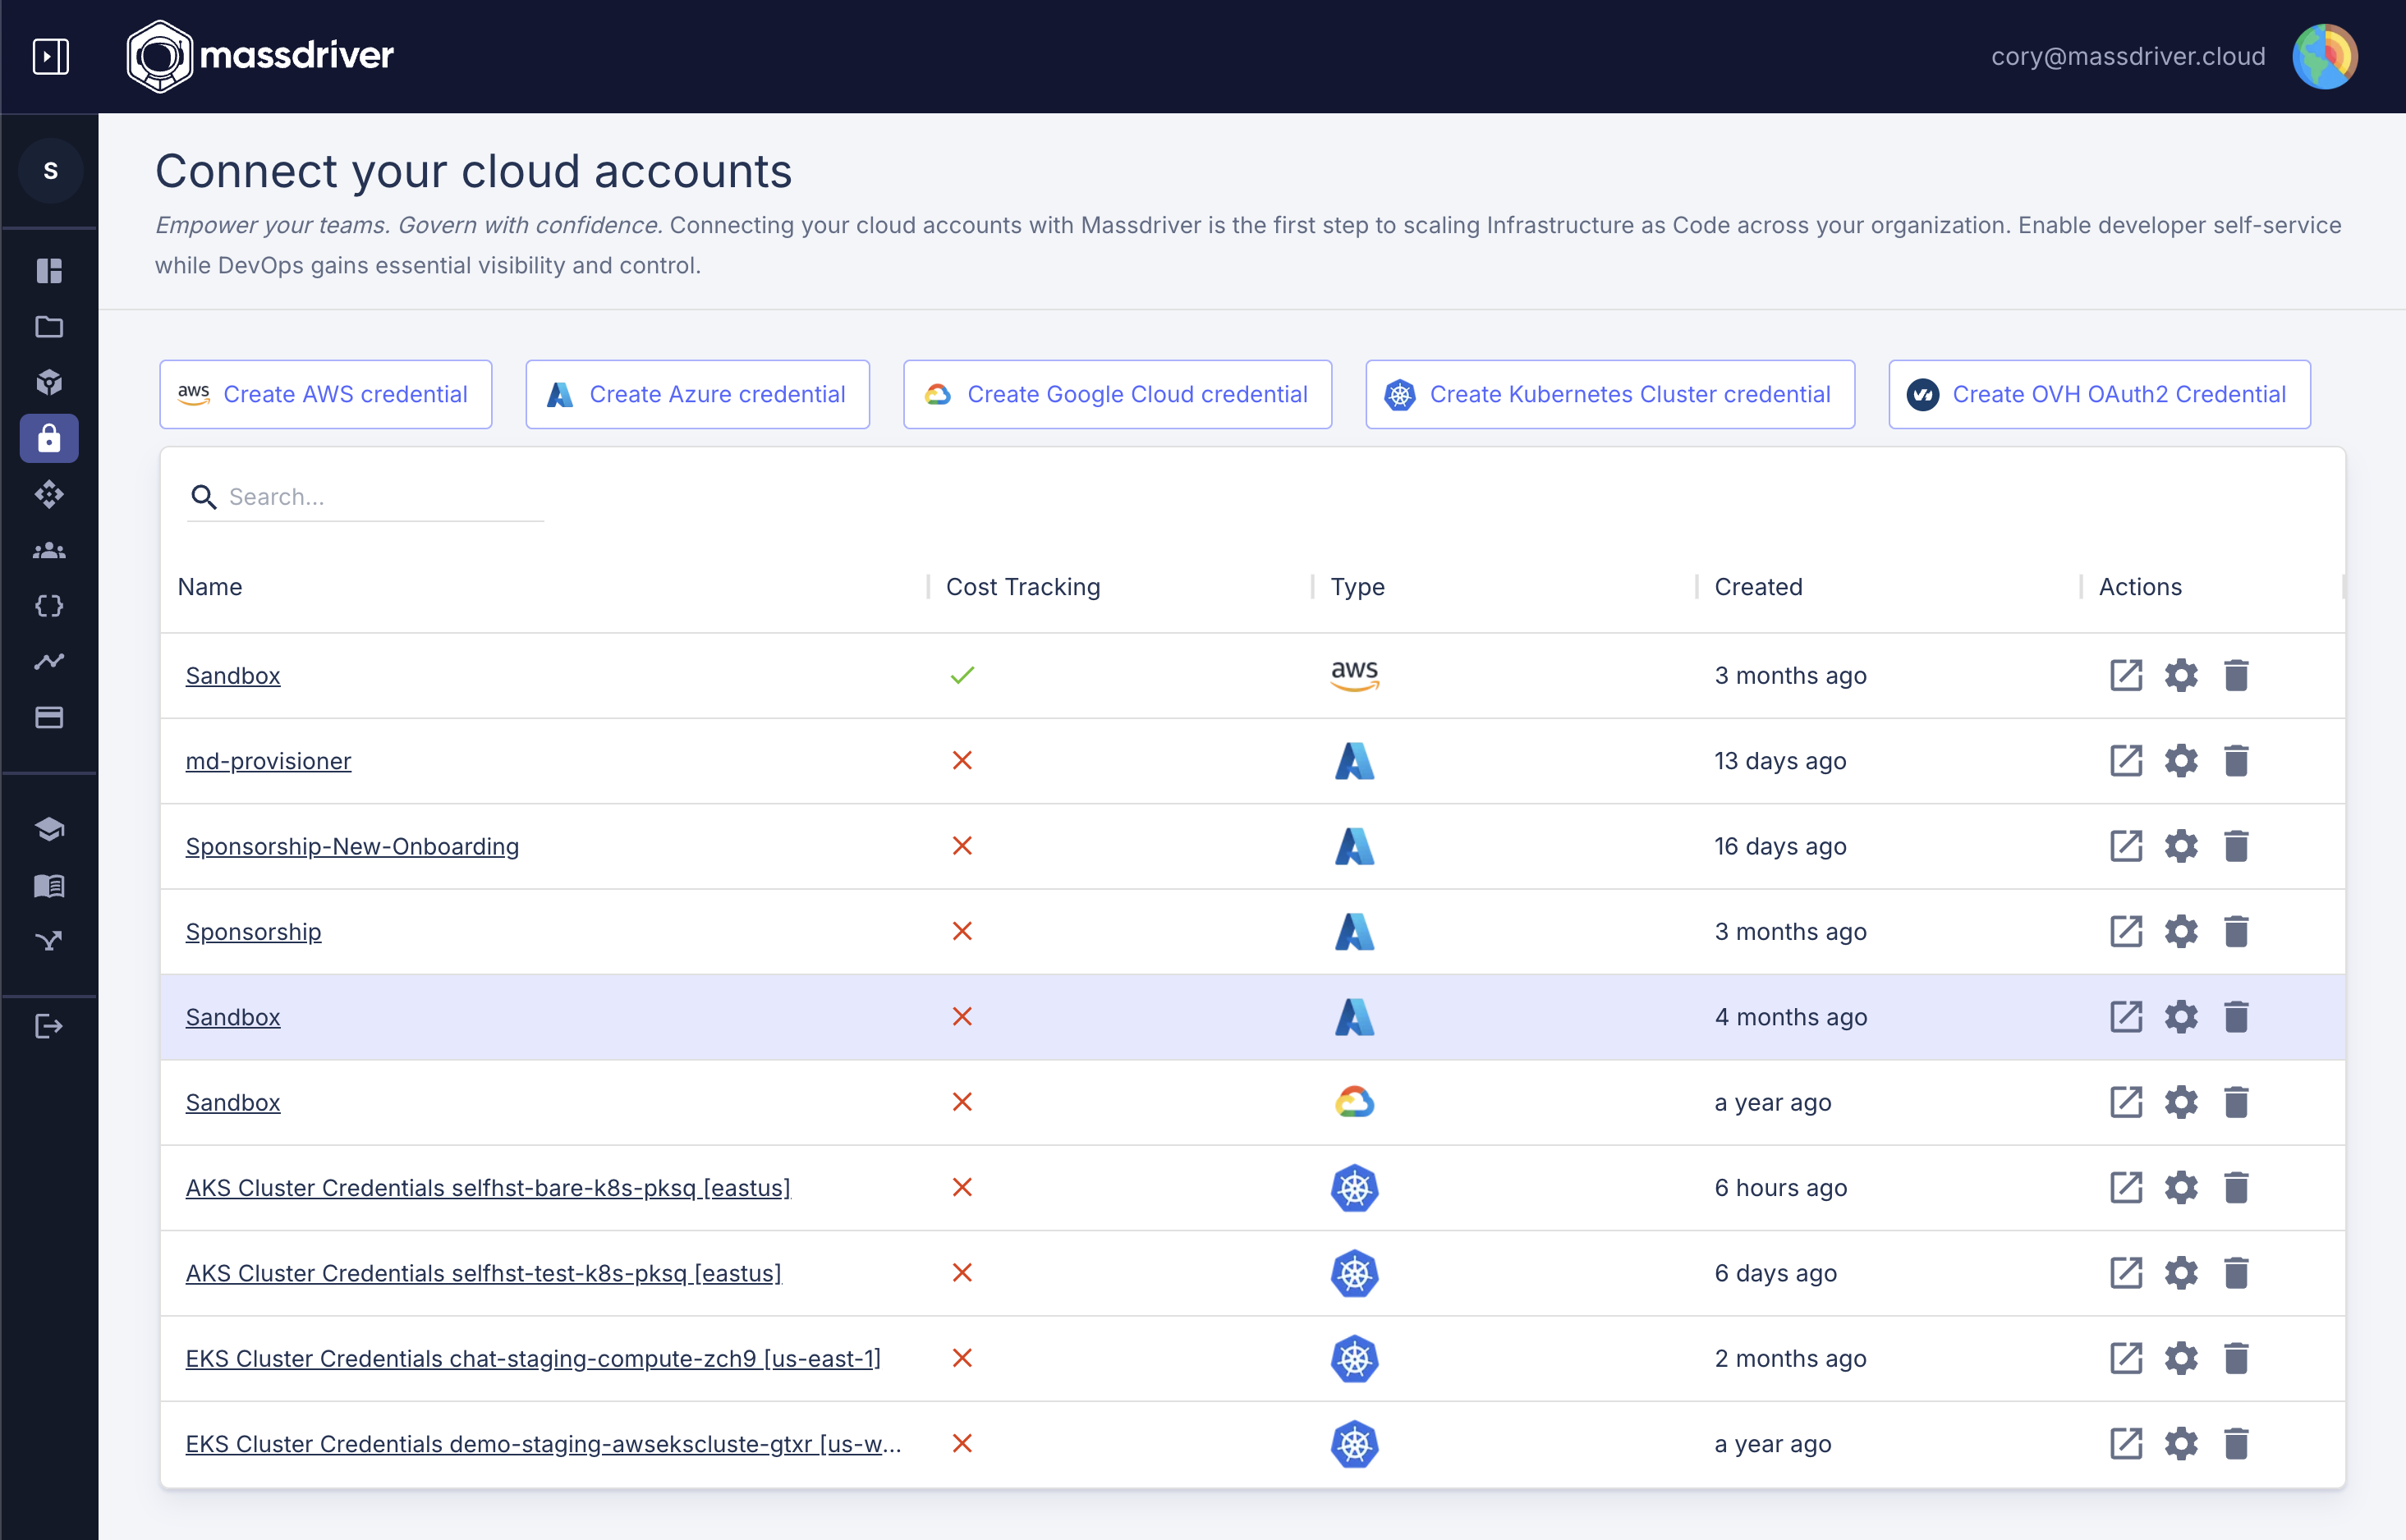 massdriver
cory@massdriver.cloud
S
Connect your cloud accounts
Empower your teams. Govern with confidence. Connecting your cloud accounts with Massdriver is the first step to scaling Infrastructure as Code across your organization. Enable developer self-service
while DevOps gains essential visibility and control.
aws Create AWS credential
Create Azure credential
Create Google Cloud credential
Create Kubernetes Cluster credential
Create OVH OAuth2 Credential
Search...
Name Cost Tracking Type Created Actions
Sandbox aws 3 months ago
md-provisioner 13 days ago
Sponsorship-New-Onboarding 16 days ago
Sponsorship 3 months ago
Sandbox 4 months ago
Sandbox a year ago
AKS Cluster Credentials selfhst-bare-k8s-pksq [eastus] 6 hours ago
AKS Cluster Credentials selfhst-test-k8s-pksq [eastus] 6 days ago
EKS Cluster Credentials chat-staging-compute-zch9 [us-east-1] 2 months ago
EKS Cluster Credentials demo-staging-awsekscluste-gtxr [us-w... a year ago